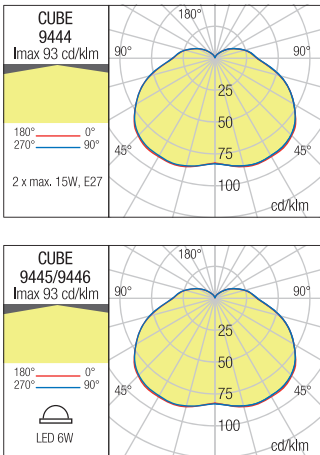 CUBE
9444
Imax 93 cd/klm
180° 0°
270° 90°
2 x max. 15W, E27
180°
90° 90°
25
50
45° 75 45°
100
cd/klm
CUBE
9445/9446
Imax 93 cd/klm
180° 0°
270° 90°
LED 6W
180°
90° 90°
25
50
45° 75 45°
100
cd/klm